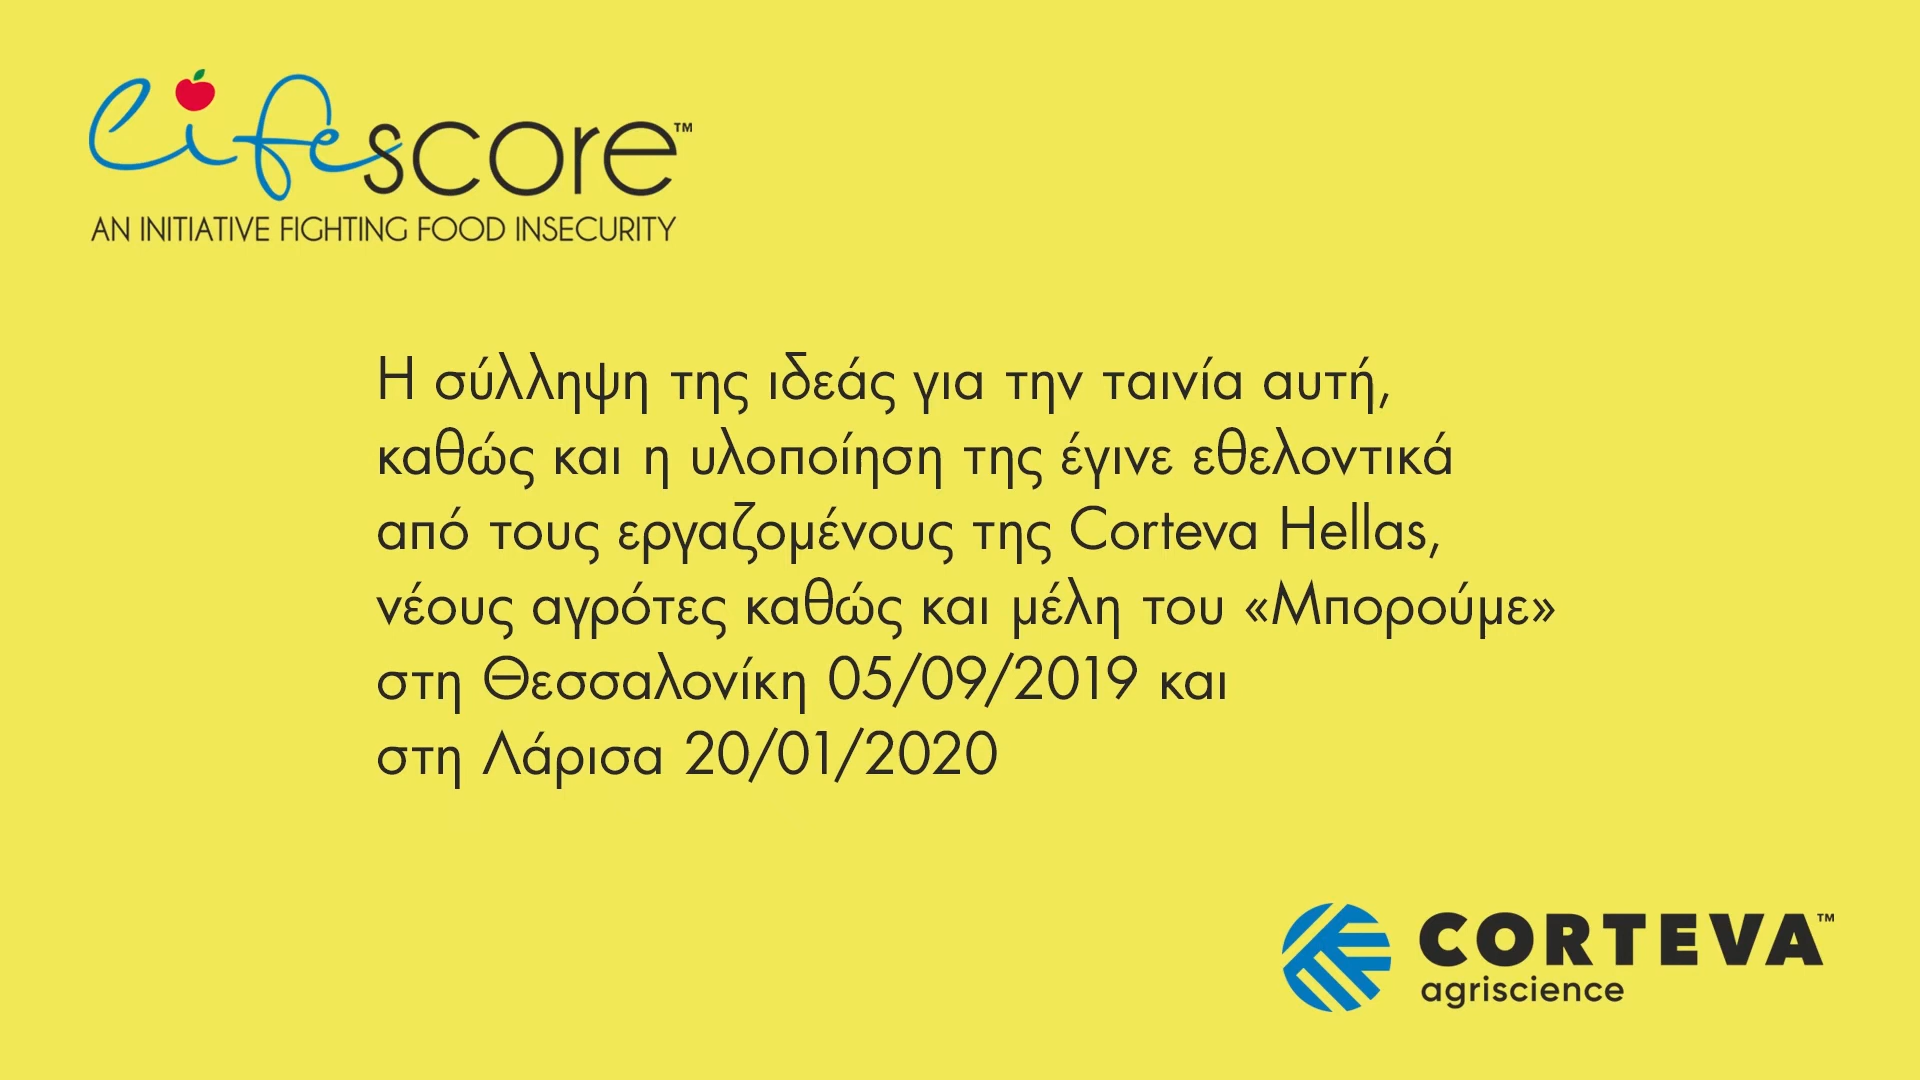 Lifescore™
AN INITIATIVE FIGHTING FOOD INSECURITY
Η σύλληψη της ιδεάς για την ταινία αυτή,
καθώς και η υλοποίηση της έγινε εθελοντικά
από τους εργαζομένους της Corteva Hellas,
νέους αγρότες καθώς και μέλη του «Μπορούμε»
στη Θεσσαλονίκη 05/09/2019 και
στη Λάρισα 20/01/2020
CORTEVA™
agriscience